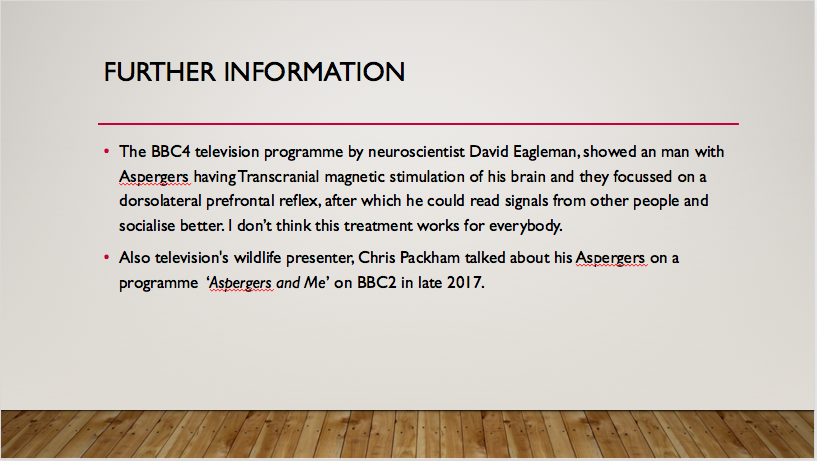 FURTHER INFORMATION
• The BBC4 television programme by neuroscientist David Eagleman, showed an man with
Aspergers having Transcranial magnetic stimulation of his brain and they focussed on a
dorsolateral prefrontal reflex, after which he could read signals from other people and
socialise better. I don’t think this treatment works for everybody.
• Also television's wildlife presenter, Chris Packham talked about his Aspergers on a
programme ‘Aspergers and Me’ on BBC2 in late 2017.